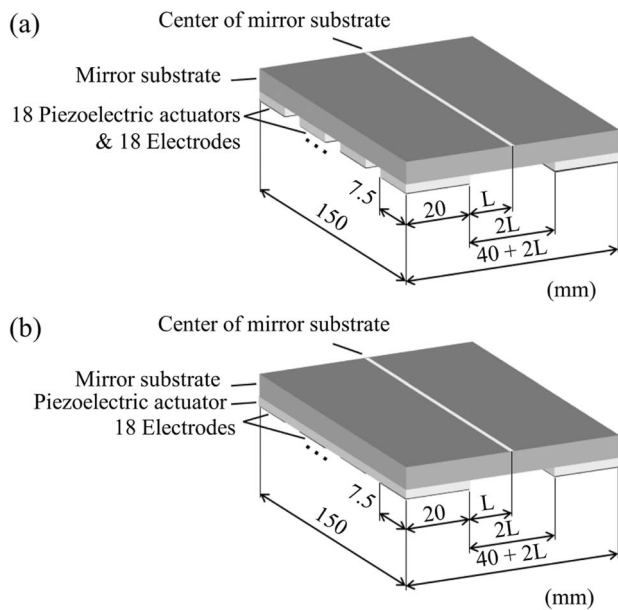 (a)
Center of mirror substrate
Mirror substrate
18 Piezoelectric actuators
& 18 Electrodes
7.5
20
L
150
2L
40 + 2L
(mm)
(b)
Center of mirror substrate
Mirror substrate
Piezoelectric actuator
18 Electrodes
7.5
20
L
150
2L
40 + 2L
(mm)